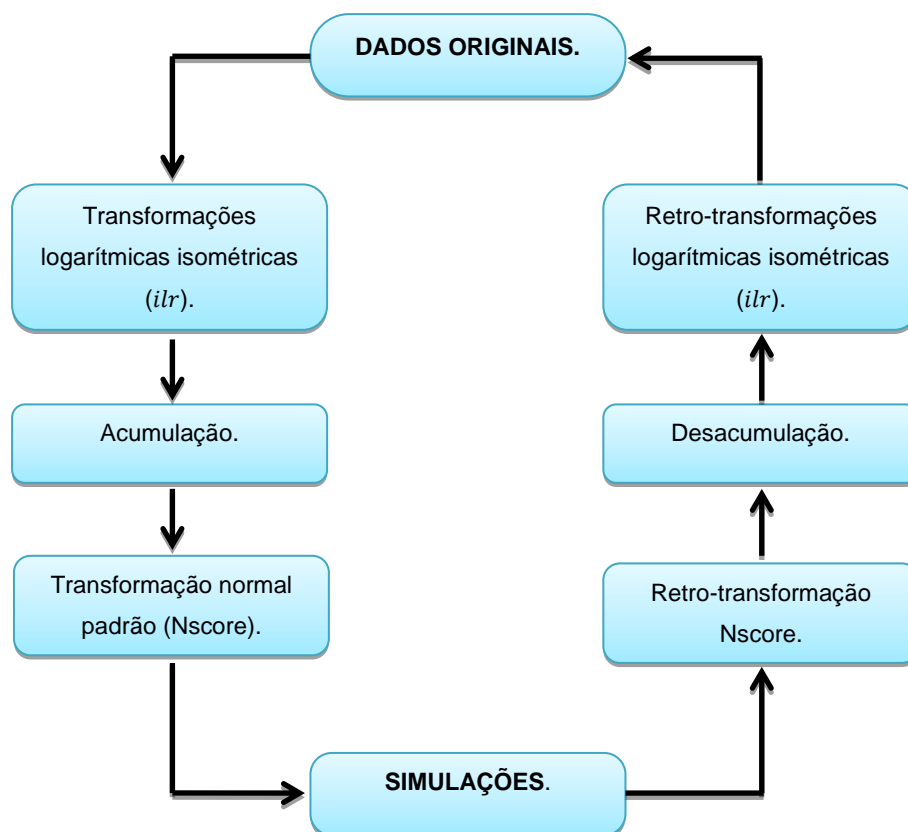 DADOS ORIGINAIS.
Transformações
logarítmicas isométricas
(ilr).
Acumulação.
Transformação normal
padrão (Nscore).
SIMULAÇÕES.
Retro-transformação
Nscore.
Desacumulação.
Retro-transformações
logarítmicas isométricas
(ilr).